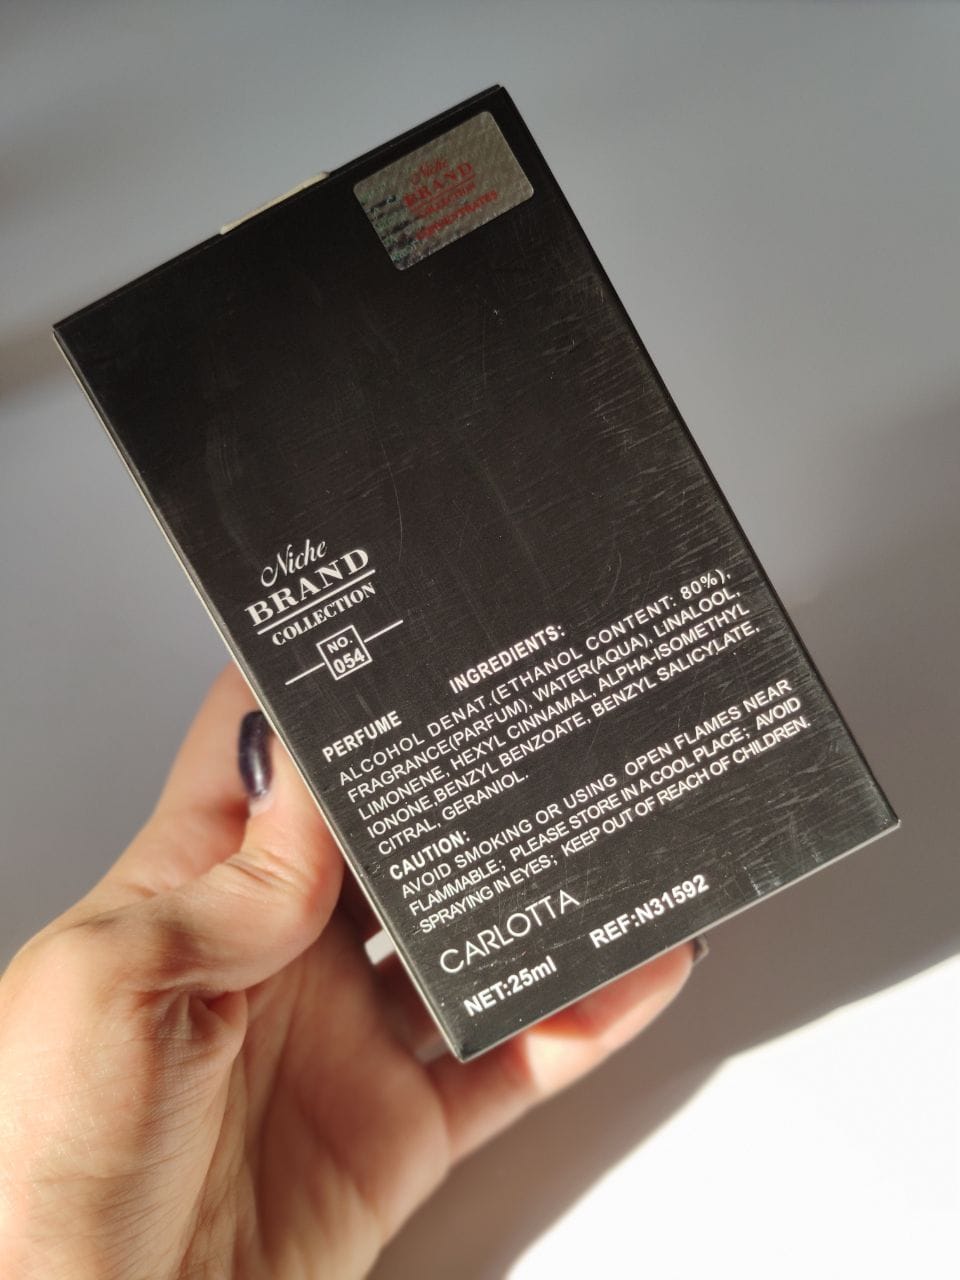 Niche
BRAND
COLLECTION
Niche
BRAND
COLLECTION
NO.
054
PERFUME
INGREDIENTS:
ALCOHOL DENAT.(ETHANOL CONTENT: 80%),
FRAGRANCE(PARFUM), WATER(AQUA), LINALOOL,
LIMONENE, HEXYL CINNAMAL, ALPHA-ISOMETHYL
IONONE,BENZYL BENZOATE, BENZYL SALICYLATE,
CITRAL, GERANIOL.
CAUTION:
AVOID SMOKING OR USING OPEN FLAMES NEAR
FLAMMABLE; PLEASE STORE IN A COOL PLACE; AVOID
SPRAYING IN EYES; KEEP OUT OF REACH OF CHILDREN.
CARLOTTA
NET:25ml REF:N31592